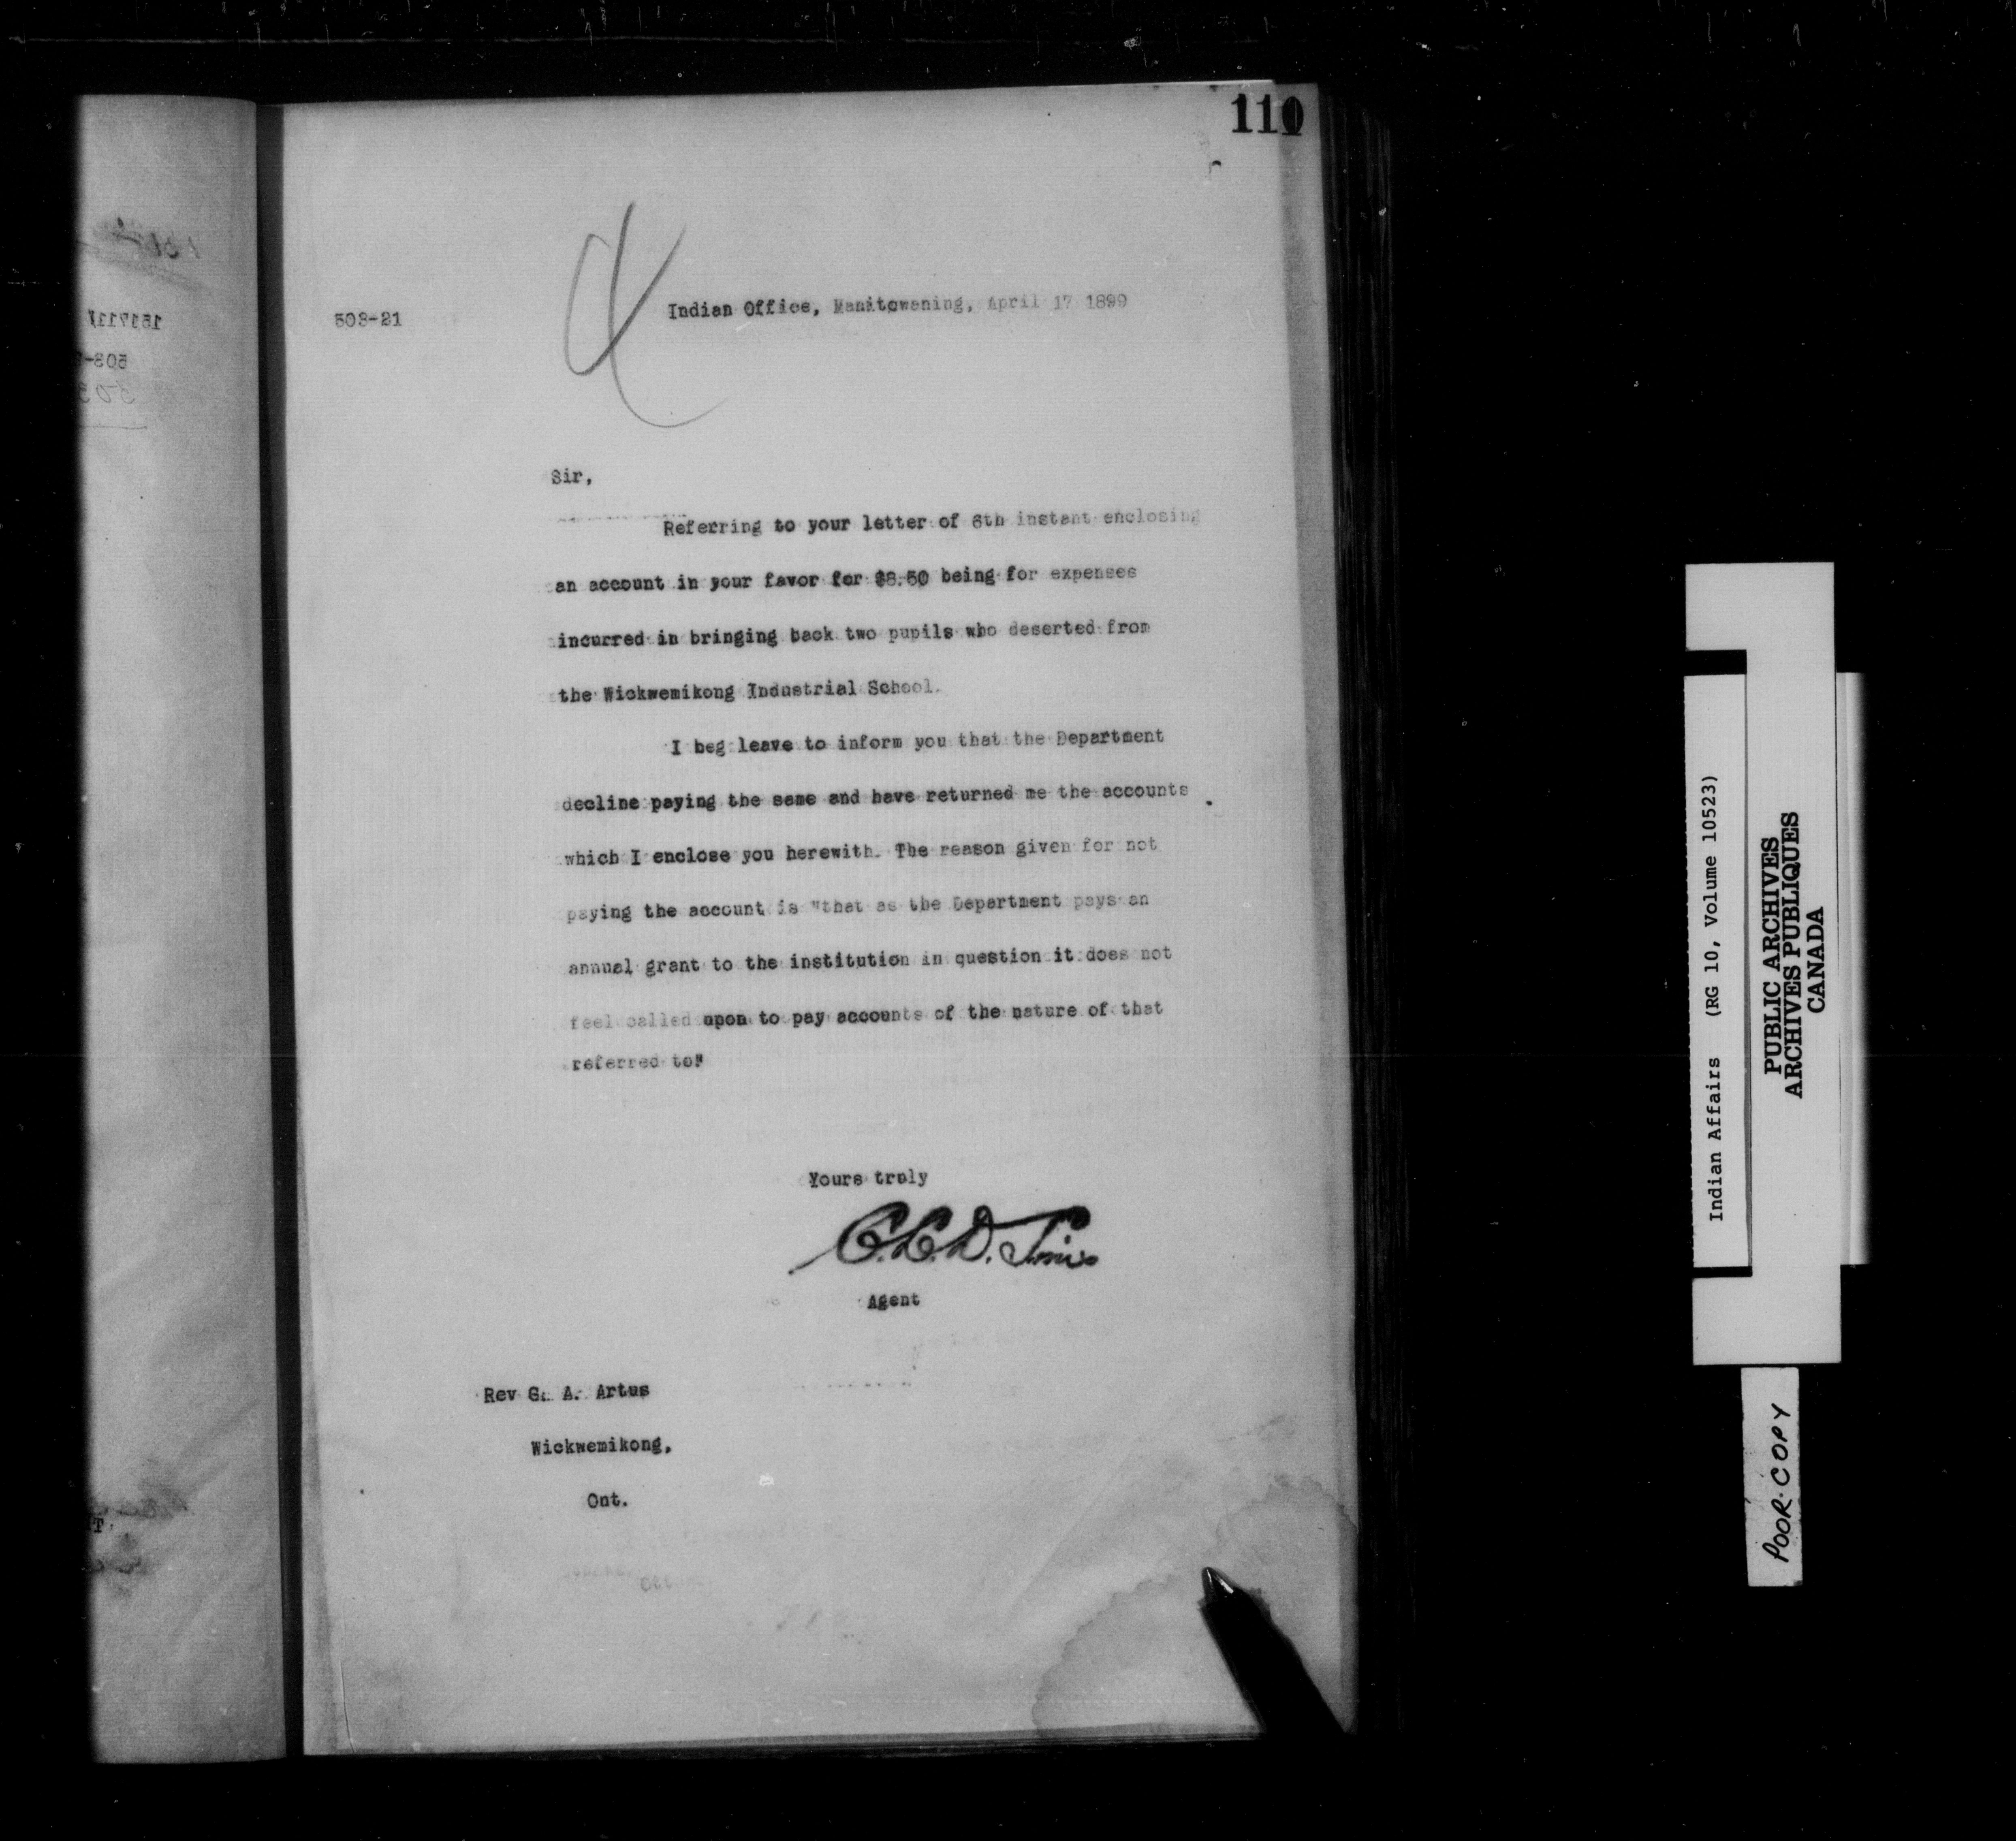 110
503-21
Indian Office, Manitowaning, April 17 1899
Sir,
Referring to your letter of 6th instant enclosing
an account in your favor for $8.50 being for expenses
incurred in bringing back two pupils who deserted from
the Wickwemikong Industrial School.
I beg leave to inform you that the Department
decline paying the same and have returned me the accounts
which I enclose you herewith. The reason given for not
paying the account is "that as the Department pays an
annual grant to the institution in question it does not
feel called upon to pay accounts of the nature of that
referred to"
Yours truly
Agent
Rev G. A. Artus
Wickwemikong,
Ont.
Indian Affairs (RG 10, Volume 10523)
PUBLIC ARCHIVES
ARCHIVES PUBLIQUES
CANADA
POOR COPY